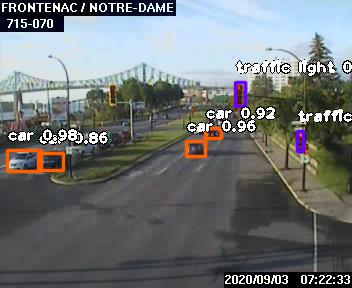 FRONTENAC / NOTRE-DAME
715-070
traffic light 0
car 0.92
traffic
car 0.96
car 0.98
car 0.86
2020/09/03 07:22:33